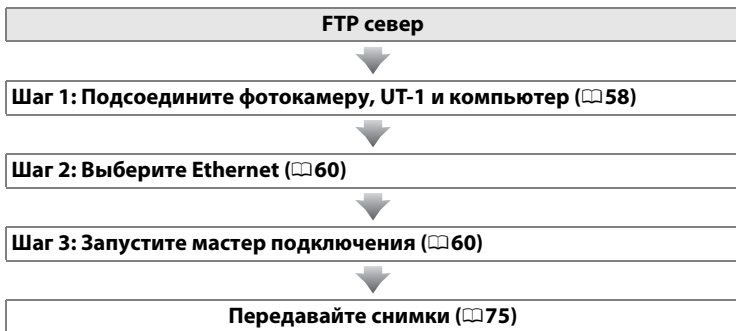 FTP север
Шаг 1: Подсоедините фотокамеру, UT-1 и компьютер (🕮58)
Шаг 2: Выберите Ethernet (🕮60)
Шаг 3: Запустите мастер подключения (🕮60)
Передавайте снимки (🕮75)